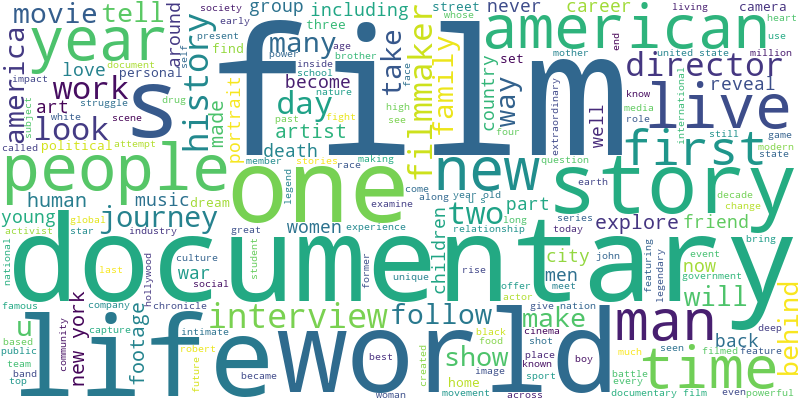 movie
tell
group
including
street
never
career
living
camera
society
early
whose
heart
use
present
three
year
around
many
take
film
american
s
history
america
personal
document
find
age
brother
power
set
mother
united state
million
end
love
self
become
inside
school
face
country
way
director
impact
work
portrait
nature
high
see
know
reveal
art
struggle
drug
day
filmmaker
family
media
role
international
live
subject
look
white
scene
made
past
fight
artist
well
extraordinary
four
still
game
modern
state
called
political
attempt
death
member
stories
race
making
question
first
people
one
new
story
human
music
dream
legend
examine
come
along
year old
u s
earth
decade
change
young
journey
women
experience
children
two
long
part
series
today
explore
friend
activist
global
star
industry
great
relationship
city
john
featuring
legendary
event
bring
national
documentary
last
culture
war
social
student
former
unique
rise
offer
actor
meet
men
now
government
will
famous
company
chronicle
hollywood
interview
follow
make
give
nation
man
behind
u
new york
footage
community
capture
intimate
black
food
cinema
shot
back
deep
based
public
team
band
top
life
robert
future
became
show
world
best
image
created
place
known
boy
seen
filmed
feature
much
time
home
movement
woman
across
sport
battle
every
documentary film
even
powerful